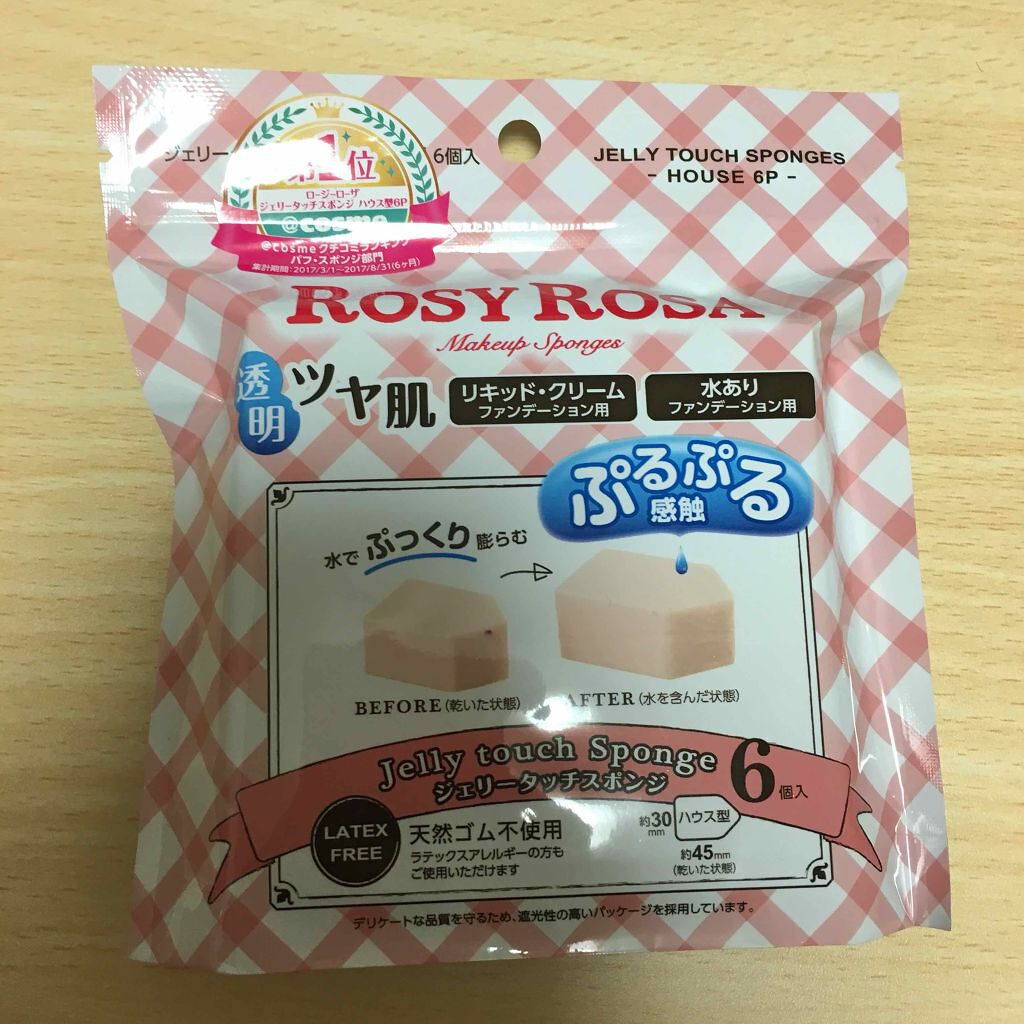 ジェリー
6個入
JELLY TOUCH SPONGES
- HOUSE 6P -
第1位
ロージーローザ
ジェリータッチスポンジ ハウス型6P
@cosme
@cosmeクチコミランキング
パフ・スポンジ部門
集計期間:2017/3/1〜2017/8/31(6ヶ月)
ROSY ROSA
Makeup Sponges
透明
ツヤ肌
リキッド・クリーム
ファンデーション用
水あり
ファンデーション用
ぷるぷる
感触
水でぷっくり膨らむ
BEFORE(乾いた状態)
AFTER(水を含んだ状態)
Jelly touch Sponge
ジェリータッチスポンジ
6個入
LATEX
FREE
天然ゴム不使用
ラテックスアレルギーの方も
ご使用いただけます
約30mm
ハウス型
約45mm
(乾いた状態)
デリケートな品質を守るため、遮光性の高いパッケージを採用しています。